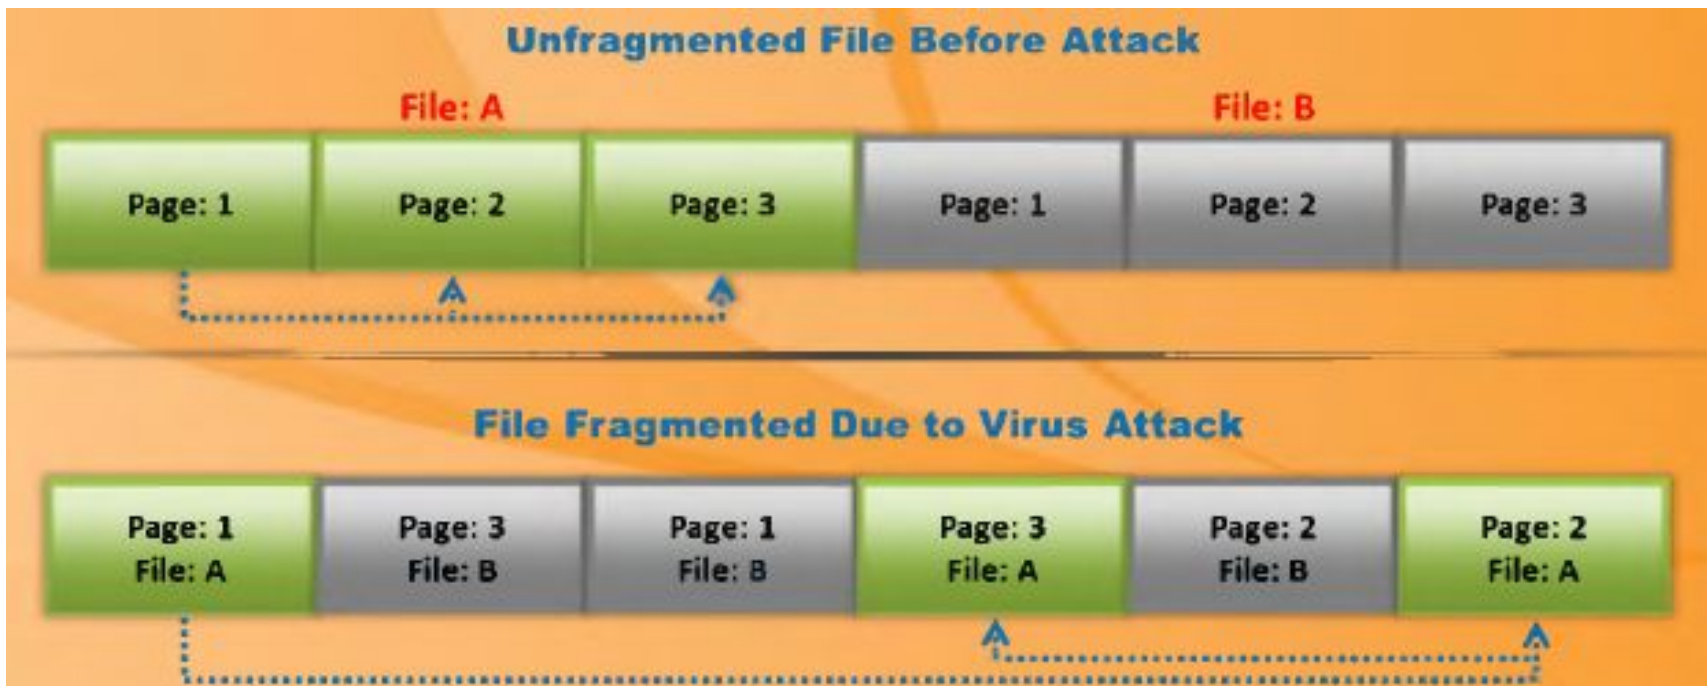 Unfragmented File Before Attack
File: A
File: B
Page: 1
Page: 2
Page: 3
Page: 1
Page: 2
Page: 3
File Fragmented Due to Virus Attack
Page: 1
File: A
Page: 3
File: B
Page: 1
File: B
Page: 3
File: A
Page: 2
File: B
Page: 2
File: A